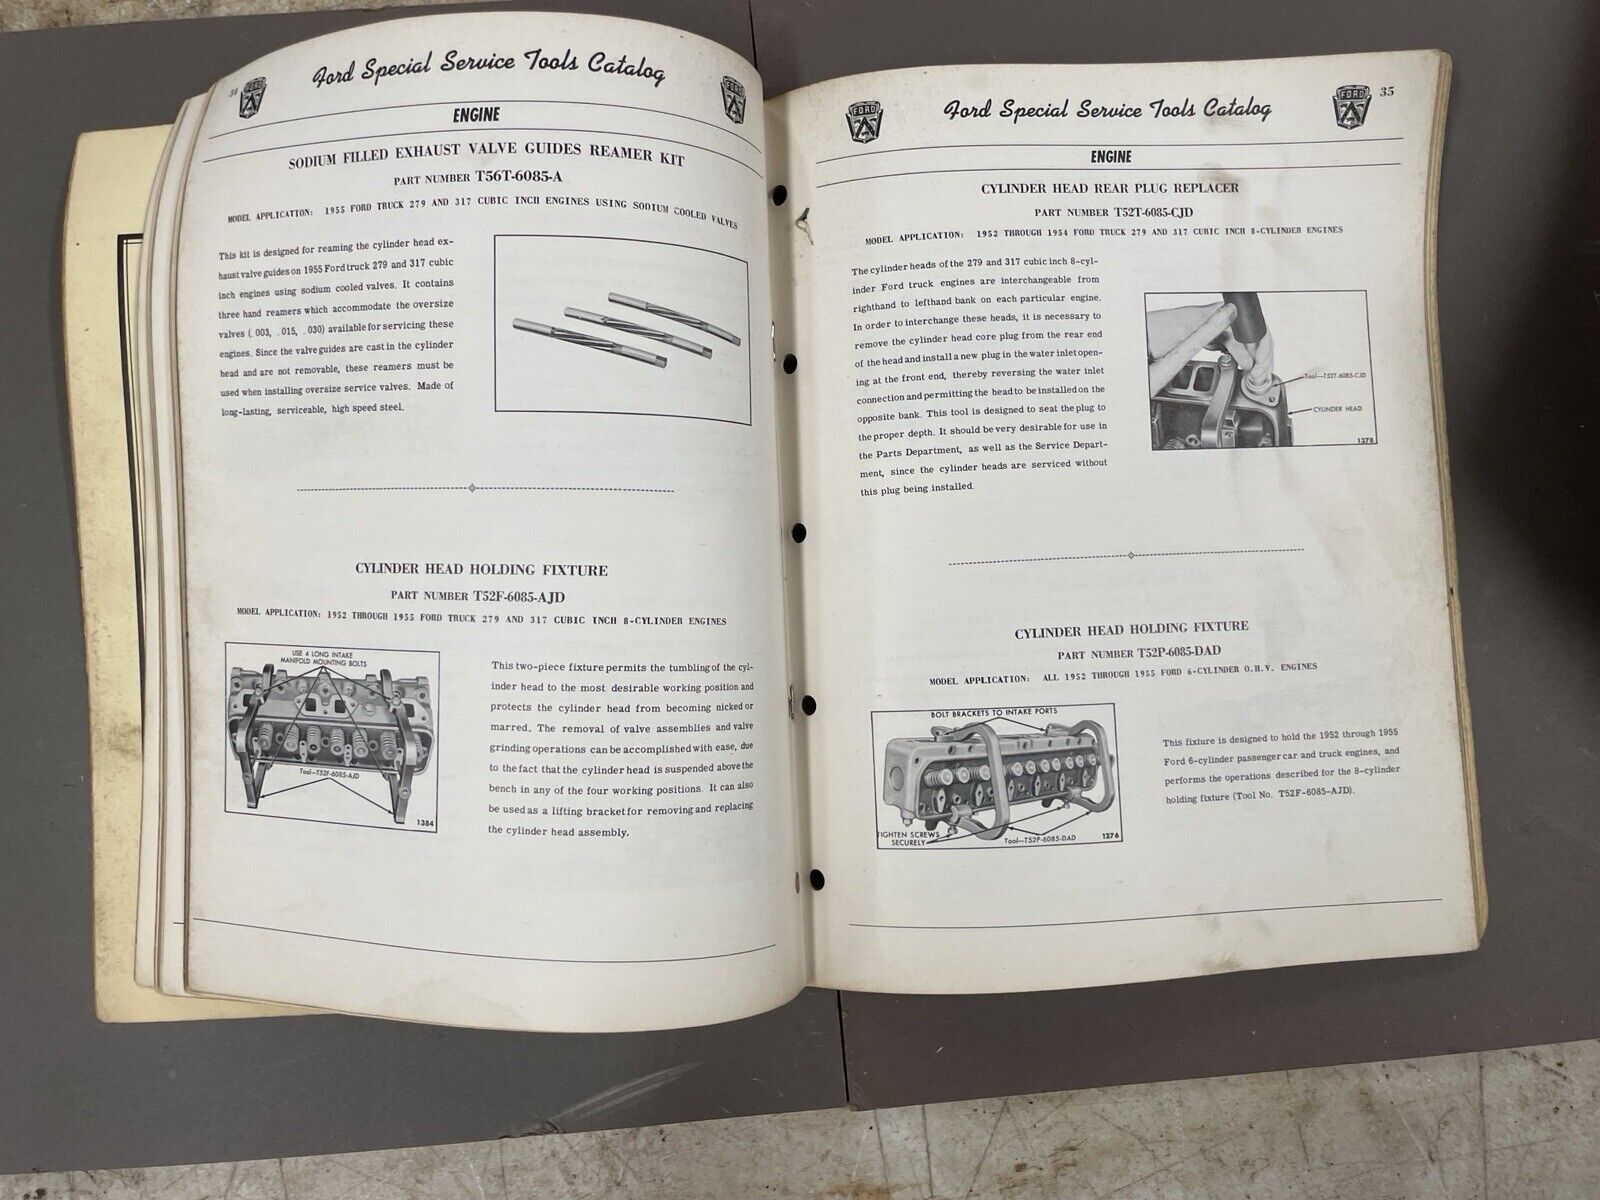 34
Ford Special Service Tools Catalog
FORD
FORD
ENGINE
SODIUM FILLED EXHAUST VALVE GUIDES REAMER KIT
PART NUMBER T56T-6085-A
MODEL APPLICATION: 1955 FORD TRUCK 279 AND 317 CUBIC INCH ENGINES USING SODIUM COOLED VALVES
This kit is designed for reaming the cylinder head ex-
haust valve guides on 1955 Ford truck 279 and 317 cubic
inch engines using sodium cooled valves. It contains
three hand reamers which accommodate the oversize
valves (.003, .015, .030) available for servicing these
engines. Since the valve guides are cast in the cylinder
head and are not removable, these reamers must be
used when installing oversize service valves. Made of
long-lasting, serviceable, high speed steel.
CYLINDER HEAD HOLDING FIXTURE
PART NUMBER T52F-6085-AJD
MODEL APPLICATION: 1952 THROUGH 1955 FORD TRUCK 279 AND 317 CUBIC INCH 8-CYLINDER ENGINES
USE 4 LONG INTAKE
MANIFOLD MOUNTING BOLTS
Tool—T52F-6085-AJD
1384
This two-piece fixture permits the tumbling of the cyl-
inder head to the most desirable working position and
protects the cylinder head from becoming nicked or
marred. The removal of valve assemblies and valve
grinding operations can be accomplished with ease, due
to the fact that the cylinder head is suspended above the
bench in any of the four working positions. It can also
be used as a lifting bracket for removing and replacing
the cylinder head assembly.
35
Ford Special Service Tools Catalog
FORD
FORD
ENGINE
CYLINDER HEAD REAR PLUG REPLACER
PART NUMBER T52T-6085-CJD
MODEL APPLICATION: 1952 THROUGH 1954 FORD TRUCK 279 AND 317 CUBIC INCH 8-CYLINDER ENGINES
The cylinder heads of the 279 and 317 cubic inch 8-cyl-
inder Ford truck engines are interchangeable from
righthand to lefthand bank on each particular engine.
In order to interchange these heads, it is necessary to
remove the cylinder head core plug from the rear end
of the head and install a new plug in the water inlet open-
ing at the front end, thereby reversing the water inlet
connection and permitting the head to be installed on the
opposite bank. This tool is designed to seat the plug to
the proper depth. It should be very desirable for use in
the Parts Department, as well as the Service Depart-
ment, since the cylinder heads are serviced without
this plug being installed.
Tool—T52T-6085-CJD
CYLINDER HEAD
1378
CYLINDER HEAD HOLDING FIXTURE
PART NUMBER T52P-6085-DAD
MODEL APPLICATION: ALL 1952 THROUGH 1955 FORD 6-CYLINDER O.H.V. ENGINES
BOLT BRACKETS TO INTAKE PORTS
TIGHTEN SCREWS
SECURELY
Tool—T52P-6085-DAD
1276
This fixture is designed to hold the 1952 through 1955
Ford 6-cylinder passenger car and truck engines, and
performs the operations described for the 8-cylinder
holding fixture (Tool No. T52F-6085-AJD).